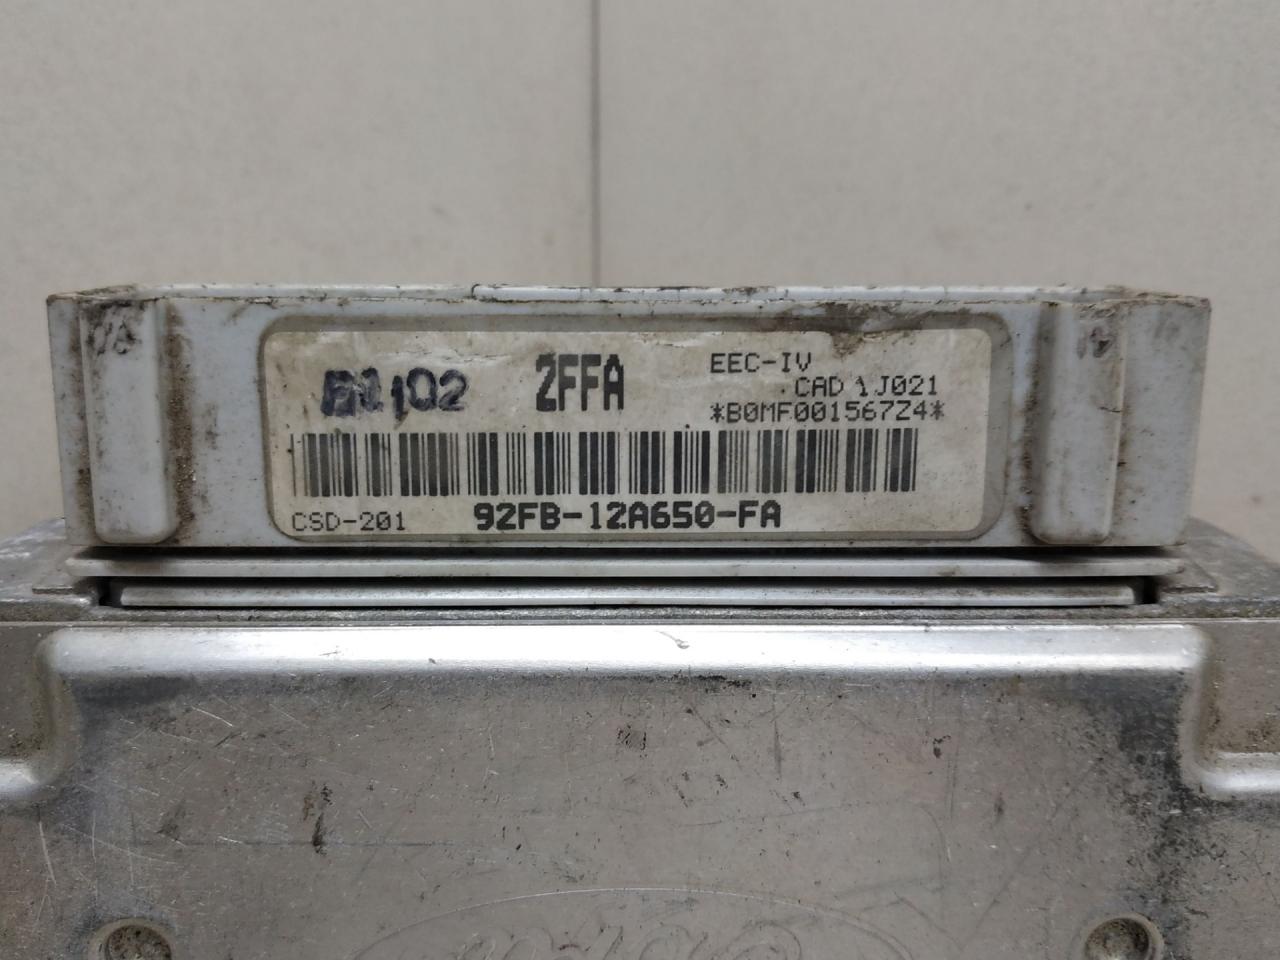 2FFA
EEC-IV
CAD 1J021
*B0MF001567Z4*
CSD-201
92FB-12A650-FA